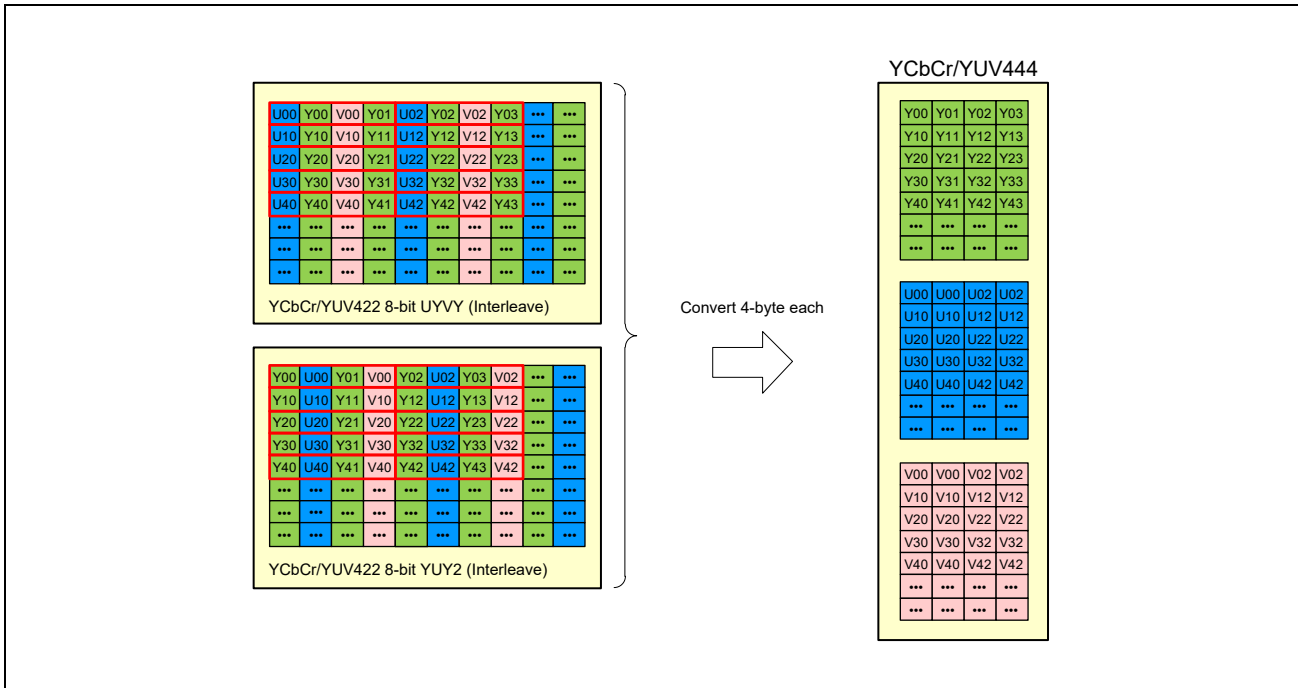 U00 Y00 V00 Y01 U02 Y02 V02 Y03 ••• •••
U10 Y10 V10 Y11 U12 Y12 V12 Y13 ••• •••
U20 Y20 V20 Y21 U22 Y22 V22 Y23 ••• •••
U30 Y30 V30 Y31 U32 Y32 V32 Y33 ••• •••
U40 Y40 V40 Y41 U42 Y42 V42 Y43 ••• •••
••• ••• ••• ••• ••• ••• ••• ••• ••• •••
••• ••• ••• ••• ••• ••• ••• ••• ••• •••
••• ••• ••• ••• ••• ••• ••• ••• ••• •••
YCbCr/YUV422 8-bit UYVY (Interleave)
Y00 U00 Y01 V00 Y02 U02 Y03 V02 ••• •••
Y10 U10 Y11 V10 Y12 U12 Y13 V12 ••• •••
Y20 U20 Y21 V20 Y22 U22 Y23 V22 ••• •••
Y30 U30 Y31 V30 Y32 U32 Y33 V32 ••• •••
Y40 U40 Y41 V40 Y42 U42 Y43 V42 ••• •••
••• ••• ••• ••• ••• ••• ••• ••• ••• •••
••• ••• ••• ••• ••• ••• ••• ••• ••• •••
••• ••• ••• ••• ••• ••• ••• ••• ••• •••
YCbCr/YUV422 8-bit YUY2 (Interleave)
Convert 4-byte each
YCbCr/YUV444
Y00 Y01 Y02 Y03
Y10 Y11 Y12 Y13
Y20 Y21 Y22 Y23
Y30 Y31 Y32 Y33
Y40 Y41 Y42 Y43
••• ••• ••• •••
••• ••• ••• •••
U00 U00 U02 U02
U10 U10 U12 U12
U20 U20 U22 U22
U30 U30 U32 U32
U40 U40 U42 U42
••• ••• ••• •••
••• ••• ••• •••
V00 V00 V02 V02
V10 V10 V12 V12
V20 V20 V22 V22
V30 V30 V32 V32
V40 V40 V42 V42
••• ••• ••• •••
••• ••• ••• •••